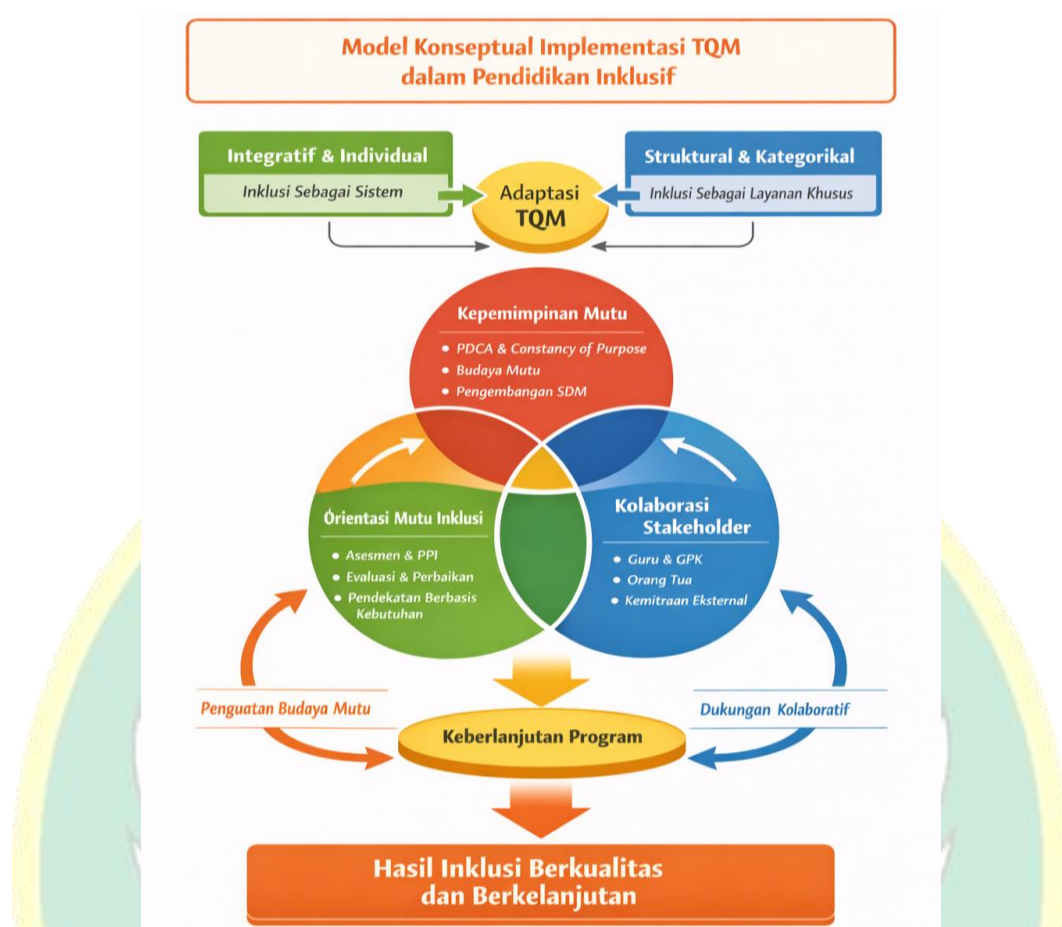 Model Konseptual Implementasi TQM
dalam Pendidikan Inklusif
Integratif & Individual
Inklusi Sebagai Sistem
Adaptasi
TQM
Struktural & Kategorikal
Inklusi Sebagai Layanan Khusus
Kepemimpinan Mutu
• PDCA & Constancy of Purpose
• Budaya Mutu
• Pengembangan SDM
Orientasi Mutu Inklusi
• Asesmen & PPI
• Evaluasi & Perbaikan
• Pendekatan Berbasis
Kebutuhan
Kolaborasi
Stakeholder
• Guru & GPK
• Orang Tua
• Kemitraan Eksternal
Penguatan Budaya Mutu
Dukungan Kolaboratif
Keberlanjutan Program
Hasil Inklusi Berkualitas
dan Berkelanjutan